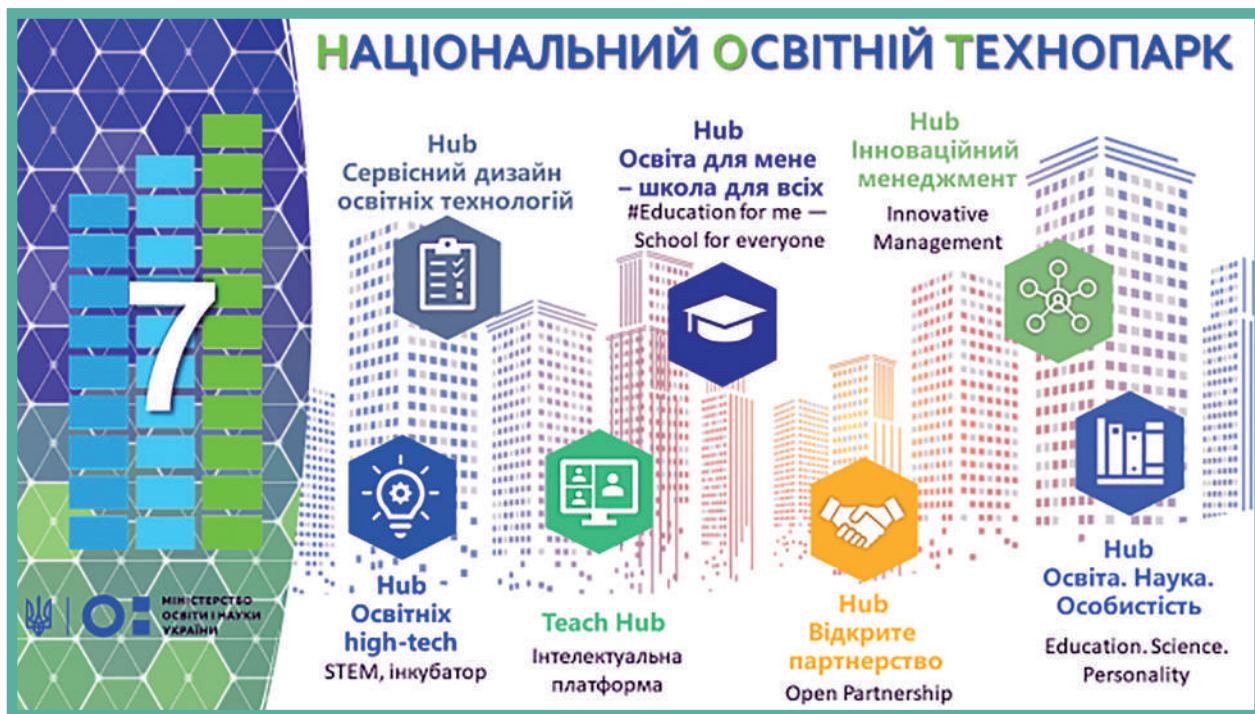 НАЦІОНАЛЬНИЙ ОСВІТНІЙ ТЕХНОПАРК
7
МІНІСТЕРСТВО
ОСВІТИ І НАУКИ
УКРАЇНИ
Hub
Сервісний дизайн
освітніх технологій
Hub
Освіта для мене
– школа для всіх
#Education for me —
School for everyone
Hub
Інноваційний
менеджмент
Innovative
Management
Hub
Освітніх
high-tech
STEM, інкубатор
Teach Hub
Інтелектуальна
платформа
Hub
Відкрите
партнерство
Open Partnership
Hub
Освіта. Наука.
Особистість
Education. Science.
Personality